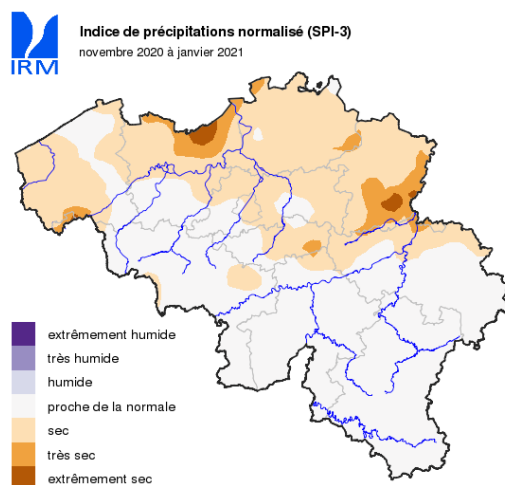 Indice de précipitations normalisé (SPI-3)
novembre 2020 à janvier 2021
IRM
extrêmement humide
très humide
humide
proche de la normale
sec
très sec
extrêmement sec